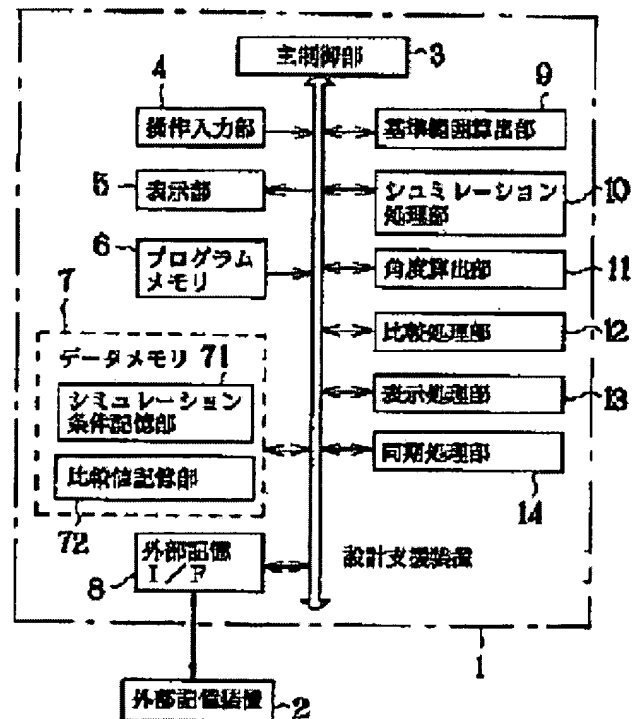 主制御部 3
4
操作入力部
9
基準範囲算出部
5 表示部
シュミレーション
処理部 10
6
プログラム
メモリ
角度算出部 11
7
データメモリ 71
シミュレーション
条件記憶部
比較値記憶部
72
比較処理部 12
表示処理部 13
同期処理部
14
外部記憶
I/F
8
設計支援装置
1
外部記憶装置 2